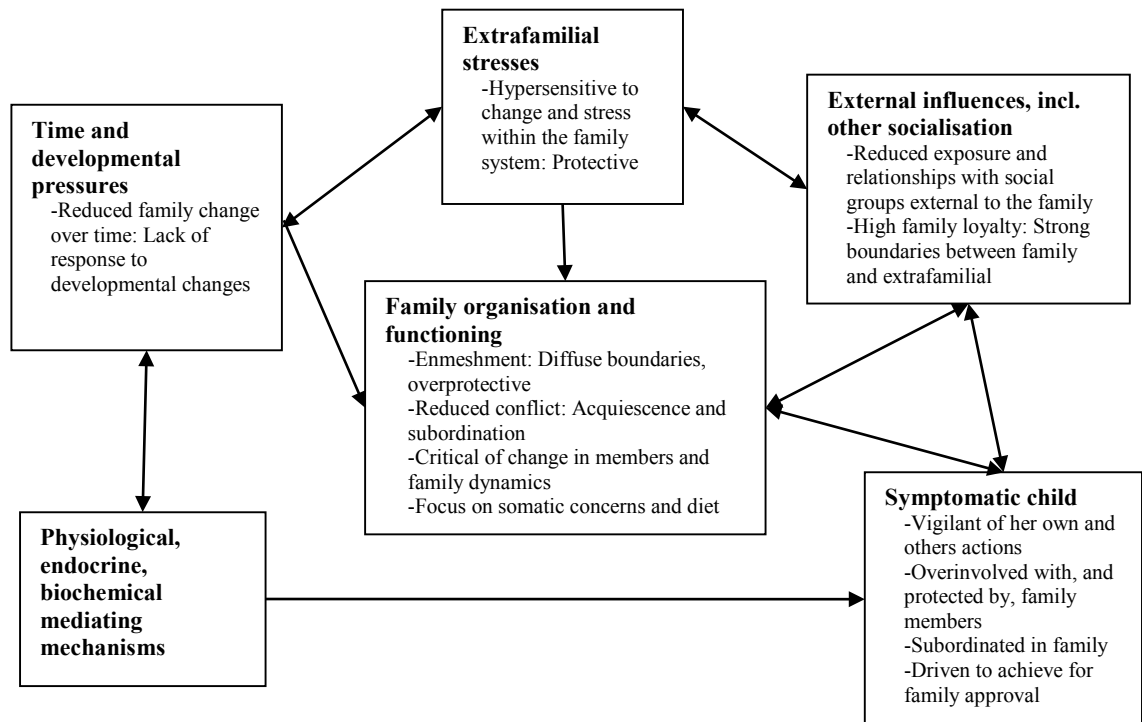 Extrafamilial
stresses
-Hypersensitive to
change and stress
within the family
system: Protective
Time and
developmental
pressures
-Reduced family change
over time: Lack of
response to
developmental changes
External influences, incl.
other socialisation
-Reduced exposure and
relationships with social
groups external to the family
-High family loyalty: Strong
boundaries between family
and extrafamilial
Family organisation and
functioning
-Enmeshment: Diffuse boundaries,
overprotective
-Reduced conflict: Acquiescence and
subordination
-Critical of change in members and
family dynamics
-Focus on somatic concerns and diet
Physiological,
endocrine,
biochemical
mediating
mechanisms
Symptomatic child
-Vigilant of her own and
others actions
-Overinvolved with, and
protected by, family
members
-Subordinated in family
-Driven to achieve for
family approval